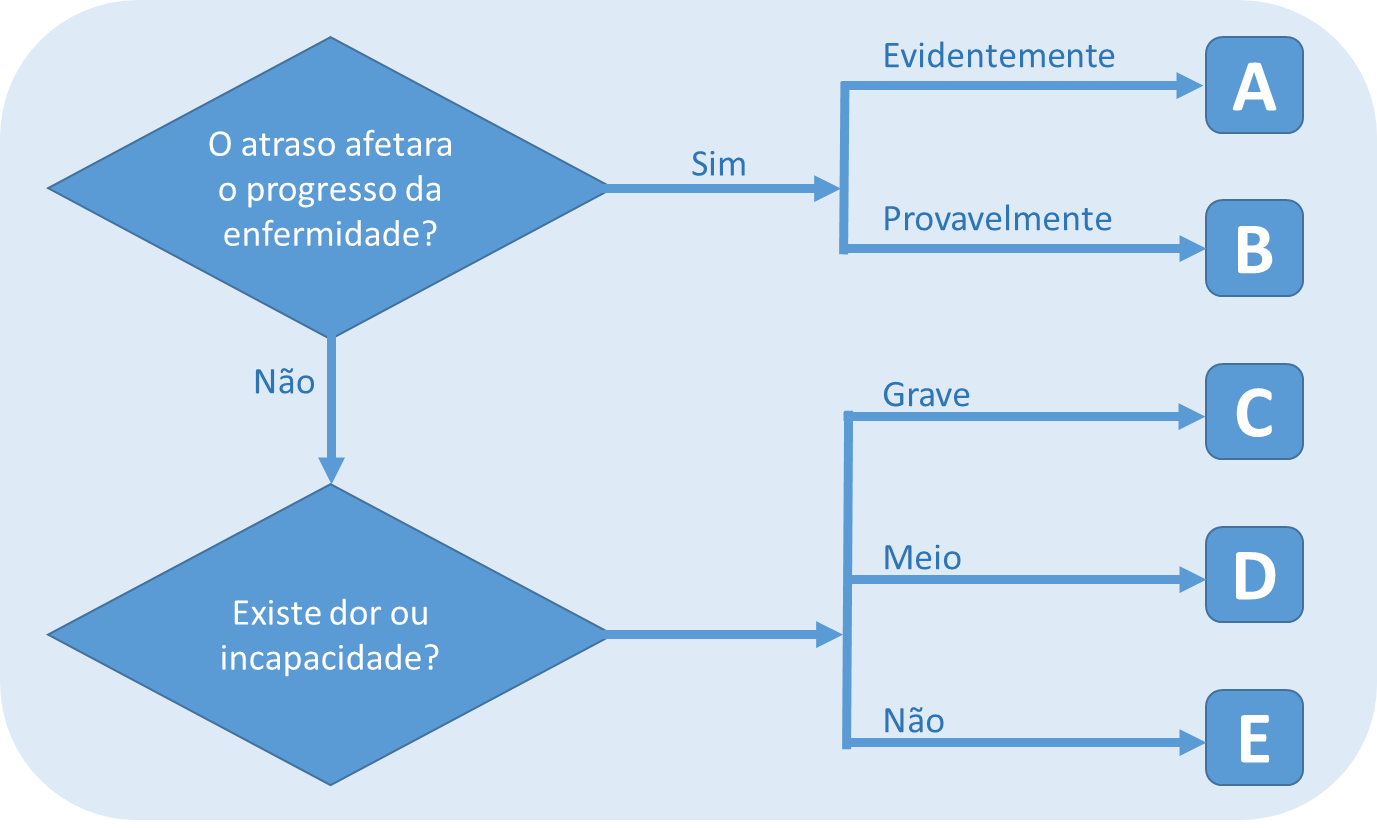 O atraso afetara
o progresso da
enfermidade?
Sim
Evidentemente
A
Provavelmente
B
Não
Existe dor ou
incapacidade?
Grave
C
Meio
D
Não
E